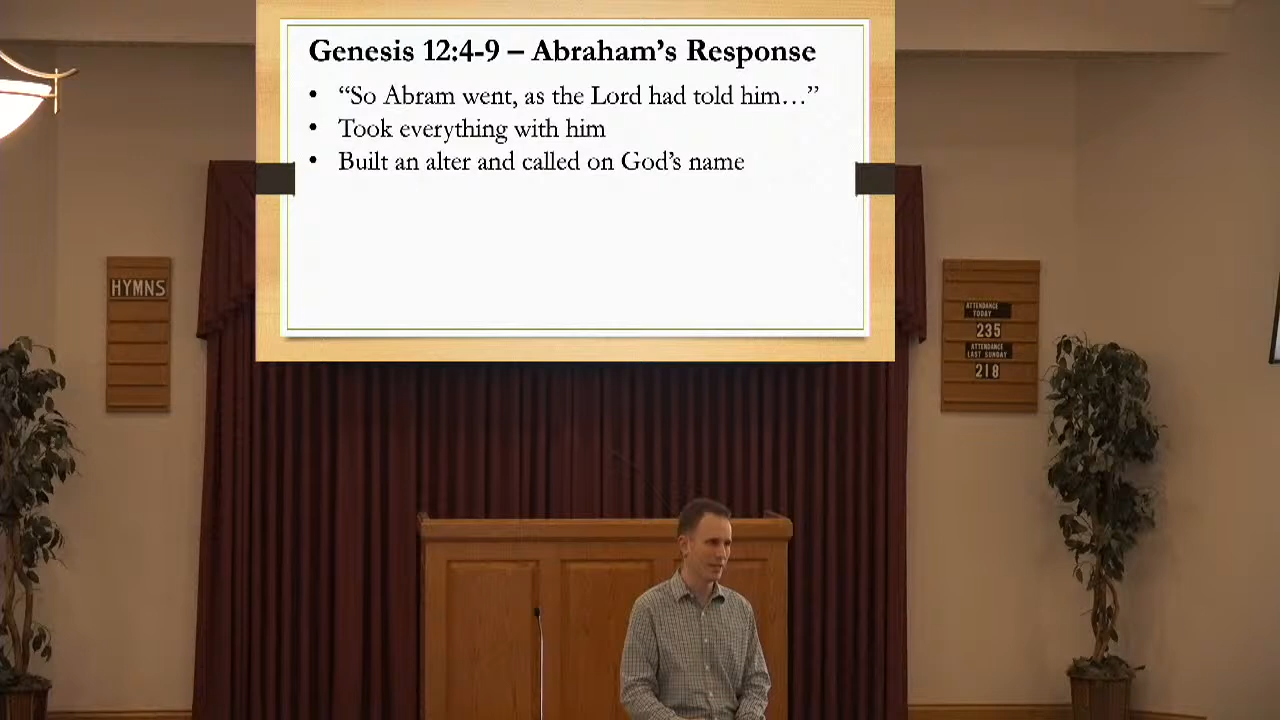 Genesis 12:4-9 – Abraham’s Response
• “So Abram went, as the Lord had told him…”
• Took everything with him
• Built an alter and called on God’s name
HYMNS
ATTENDANCE
TODAY
235
ATTENDANCE
LAST SUNDAY
218